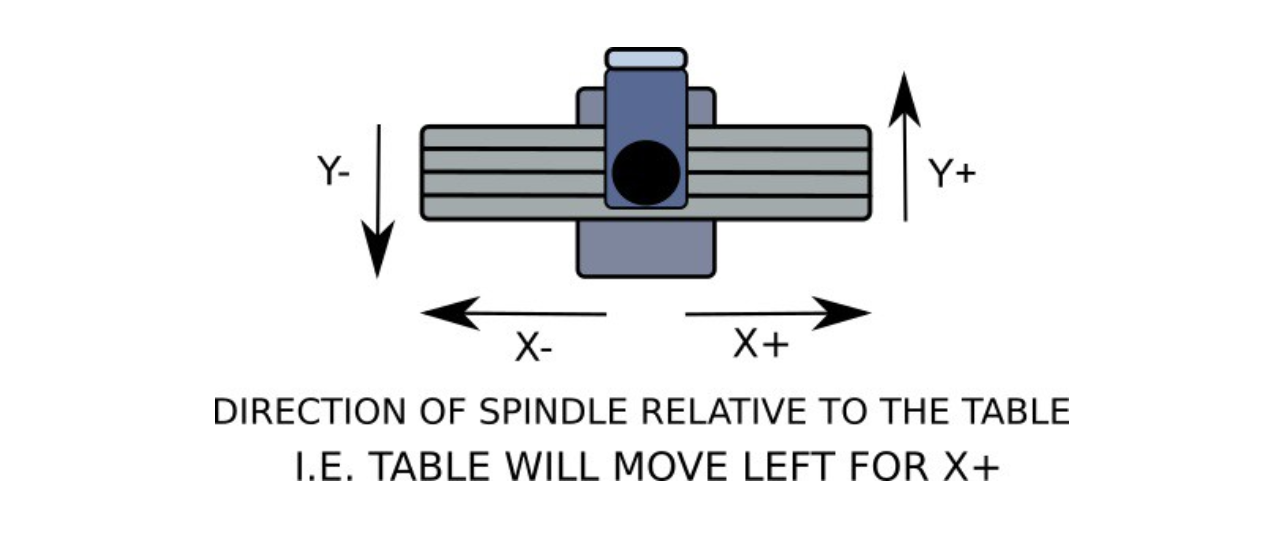 Y-
Y+
X-
X+
DIRECTION OF SPINDLE RELATIVE TO THE TABLE
I.E. TABLE WILL MOVE LEFT FOR X+